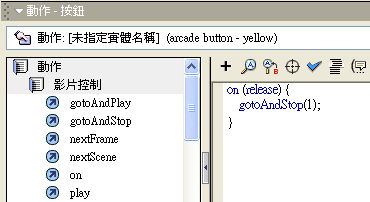 動作 - 按鈕
動作: [未指定實體名稱] (arcade button - yellow)
動作
影片控制
gotoAndPlay
gotoAndStop
nextFrame
nextScene
on
play
on (release) {
gotoAndStop(1);
}